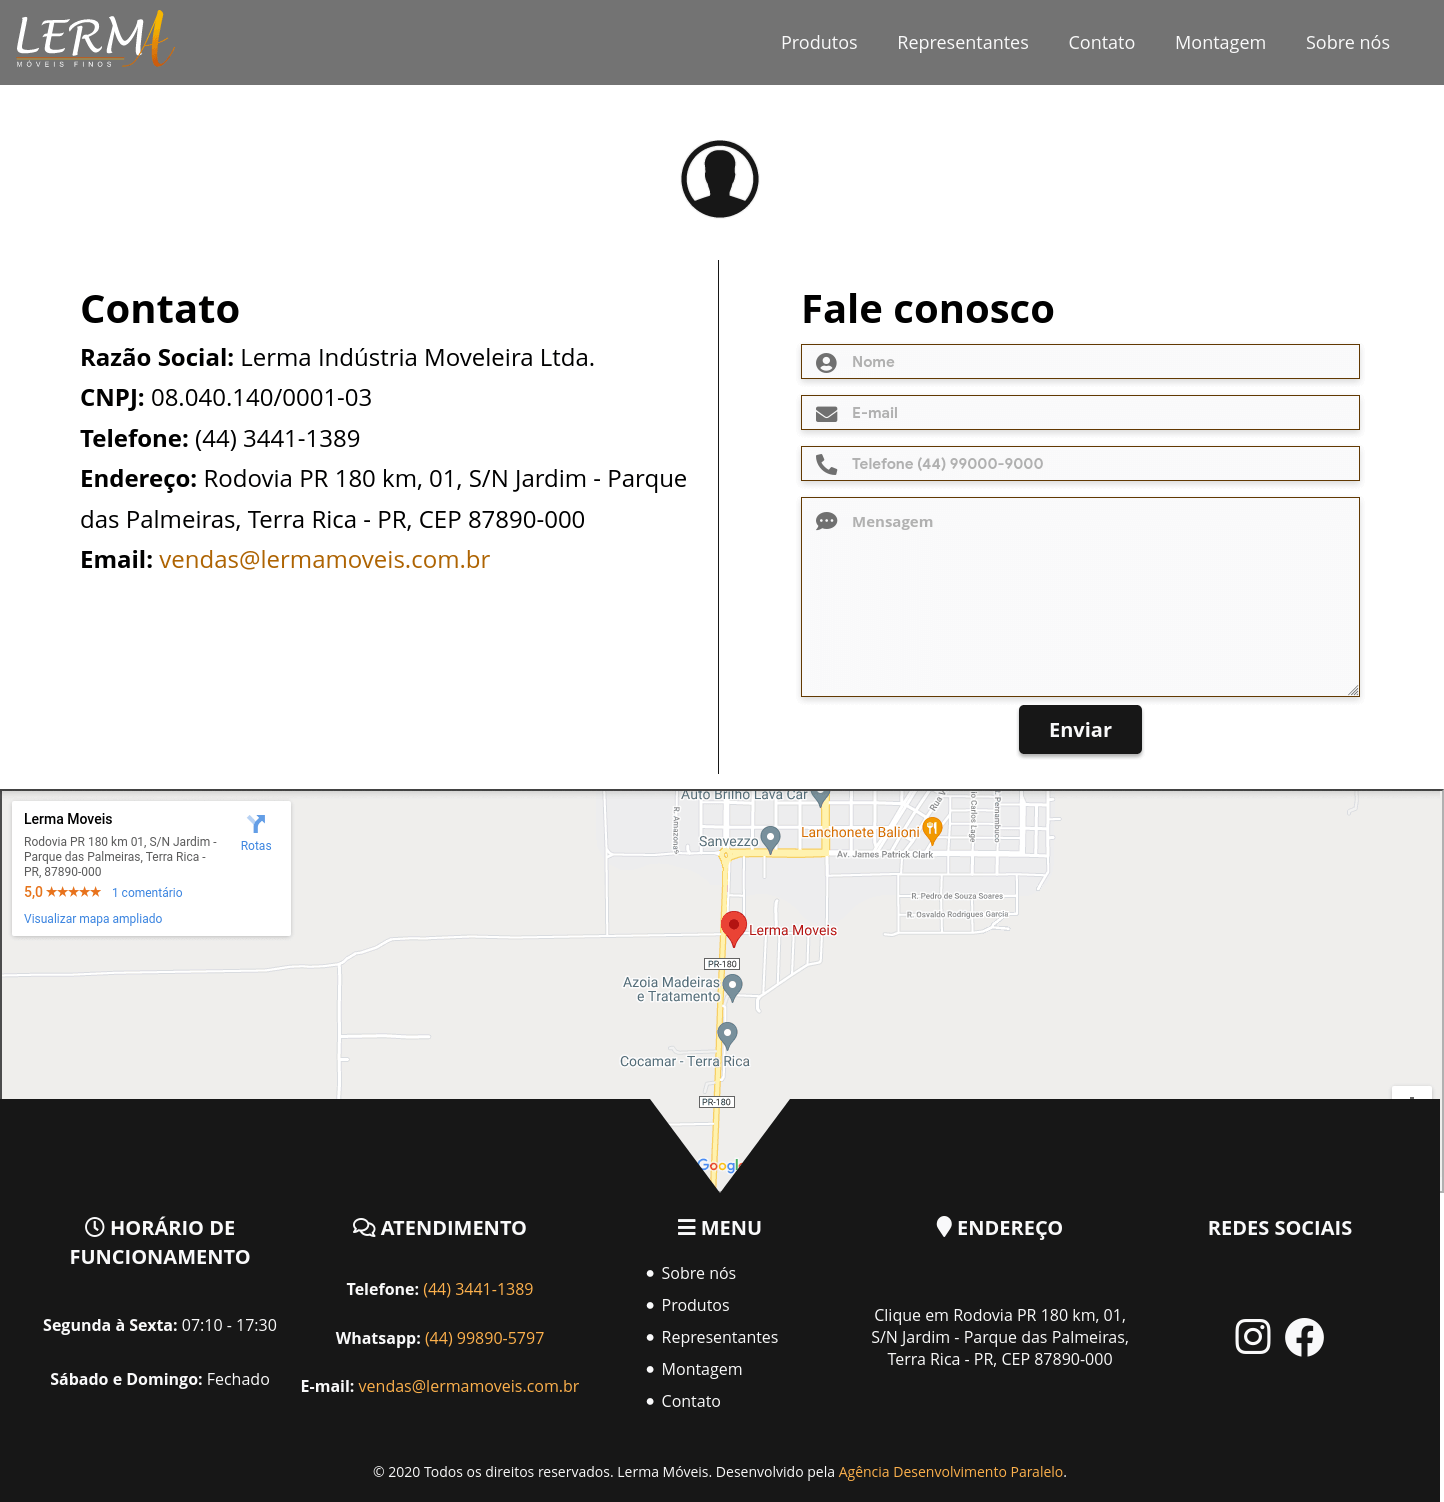 LERMA
MÓVEIS FINOS
Produtos
Representantes
Contato
Montagem
Sobre nós
Contato
Razão Social: Lerma Indústria Moveleira Ltda.
CNPJ: 08.040.140/0001-03
Telefone: (44) 3441-1389
Endereço: Rodovia PR 180 km, 01, S/N Jardim - Parque
das Palmeiras, Terra Rica - PR, CEP 87890-000
Email: vendas@lermamoveis.com.br
Fale conosco
Nome
E-mail
Telefone (44) 99000-9000
Mensagem
Enviar
Lerma Moveis
Rodovia PR 180 km 01, S/N Jardim -
Parque das Palmeiras, Terra Rica -
PR, 87890-000
5,0 ★★★★★ 1 comentário
Visualizar mapa ampliado
Rotas
Auto Brilho Lava Car
Sanvezzo
Lanchonete Balioni
R. Amazonas
Rua
io Carlos Lage
R. Pernambuco
Av. James Patrick Clark
R. Pedro de Souza Soares
R. Osvaldo Rodrigues Garcia
Lerma Moveis
PR-180
Azoia Madeiras
e Tratamento
Cocamar - Terra Rica
PR-180
Google
HORÁRIO DE
FUNCIONAMENTO
Segunda à Sexta: 07:10 - 17:30
Sábado e Domingo: Fechado
ATENDIMENTO
Telefone: (44) 3441-1389
Whatsapp: (44) 99890-5797
E-mail: vendas@lermamoveis.com.br
MENU
• Sobre nós
• Produtos
• Representantes
• Montagem
• Contato
ENDEREÇO
Clique em Rodovia PR 180 km, 01,
S/N Jardim - Parque das Palmeiras,
Terra Rica - PR, CEP 87890-000
REDES SOCIAIS
© 2020 Todos os direitos reservados. Lerma Móveis. Desenvolvido pela Agência Desenvolvimento Paralelo.